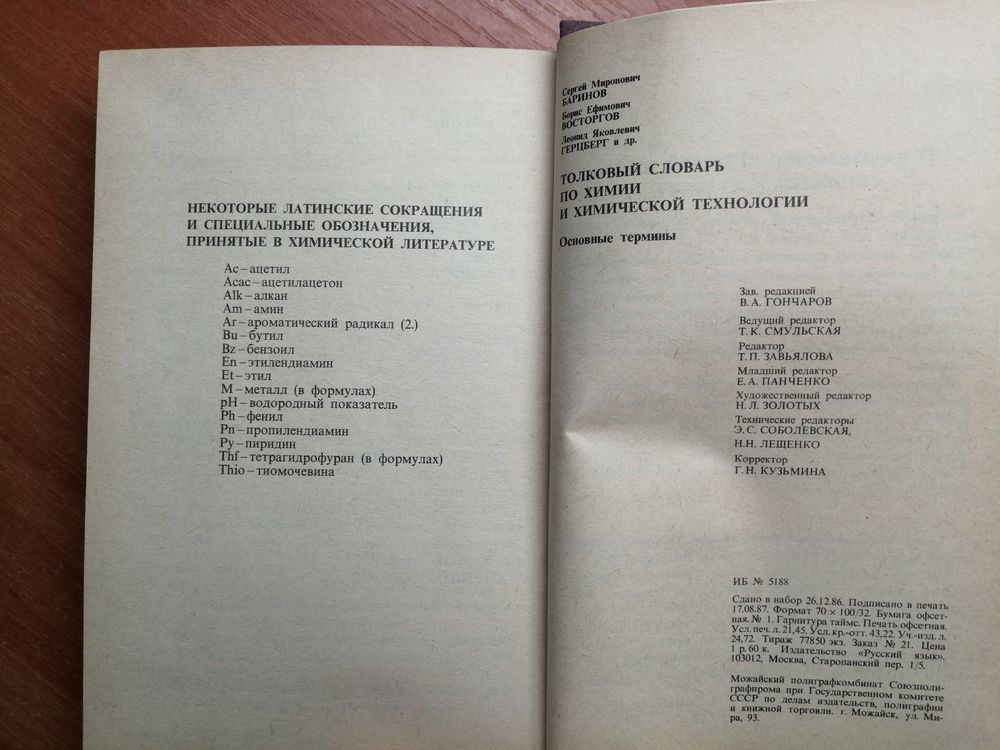 НЕКОТОРЫЕ ЛАТИНСКИЕ СОКРАЩЕНИЯ
И СПЕЦИАЛЬНЫЕ ОБОЗНАЧЕНИЯ,
ПРИНЯТЫЕ В ХИМИЧЕСКОЙ ЛИТЕРАТУРЕ
Ac – ацетил
Acac – ацетилацетон
Alk – алкан
Am – амин
Ar – ароматический радикал (2.)
Bu – бутил
Bz – бензоил
En – этилендиамин
Et – этил
M – металл (в формулах)
pH – водородный показатель
Ph – фенил
Pn – пропилендиамин
Py – пиридин
Thf – тетрагидрофуран (в формулах)
Thio – тиомочевина
Сергей Миронович
БАРИНОВ
Борис Ефимович
ВОСТОРГОВ
Леонид Яковлевич
ГЕРЦБЕРГ и др.
ТОЛКОВЫЙ СЛОВАРЬ
ПО ХИМИИ
И ХИМИЧЕСКОЙ ТЕХНОЛОГИИ
Основные термины
Зав. редакцией
В. А. ГОНЧАРОВ
Ведущий редактор
Т. К. СМУЛЬСКАЯ
Редактор
Т. П. ЗАВЬЯЛОВА
Младший редактор
Е. А. ПАНЧЕНКО
Художественный редактор
Н. Л. ЗОЛОТЫХ
Технические редакторы
Э. С. СОБОЛЕВСКАЯ,
Н.Н. ЛЕЩЕНКО
Корректор
Г. Н. КУЗЬМИНА
ИБ № 5188
Сдано в набор 26.12.86. Подписано в печать
17.08.87. Формат 70 × 100/32. Бумага офсет-
ная. № 1. Гарнитура таймс. Печать офсетная.
Усл. печ. л. 21,45. Усл. кр.-отт. 43,22. Уч.-изд. л.
24,72. Тираж 77850 экз. Заказ № 21. Цена
1 р. 60 к. Издательство «Русский язык».
103012, Москва, Старопанский пер. 1/5.
Можайский полиграфкомбинат Союзполи-
графпрома при Государственном комитете
СССР по делам издательств, полиграфии
и книжной торговли. г. Можайск, ул. Ми-
ра, 93.